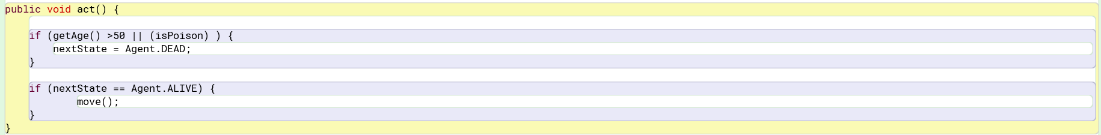 public void act() {
if (getAge() >50 || (isPoison) ) {
nextState = Agent.DEAD;
}
if (nextState == Agent.ALIVE) {
move();
}
}